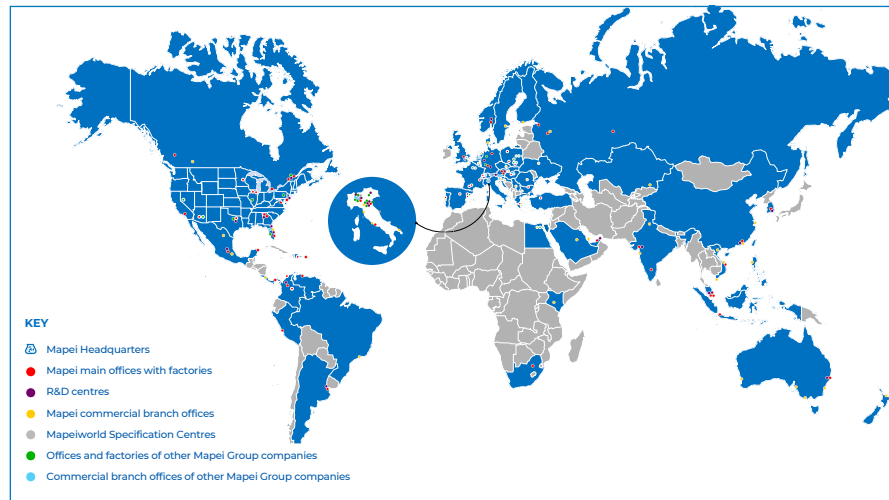 KEY
Mapei Headquarters
Mapei main offices with factories
R&D centres
Mapei commercial branch offices
Mapeiworld Specification Centres
Offices and factories of other Mapei Group companies
Commercial branch offices of other Mapei Group companies